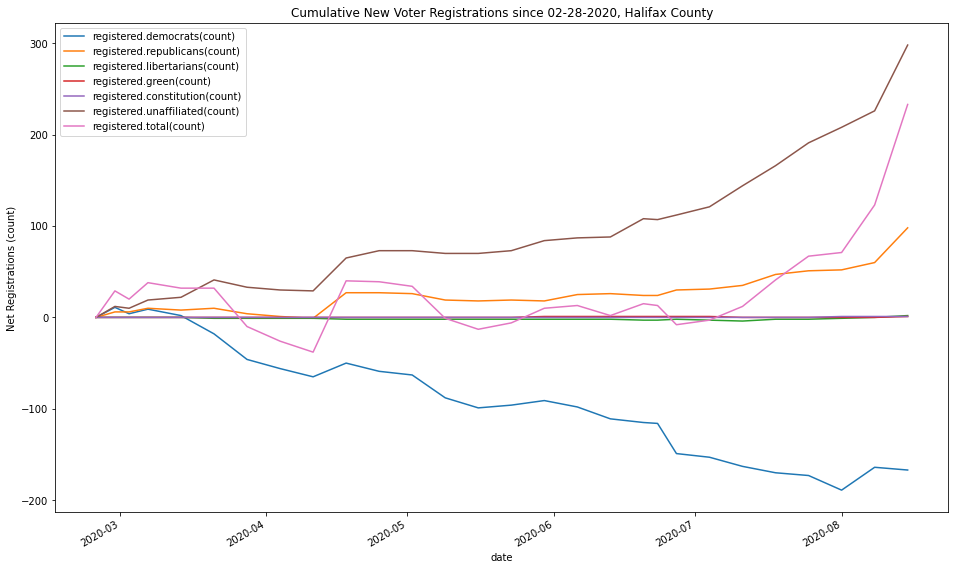 Cumulative New Voter Registrations since 02-28-2020, Halifax County
registered.democrats(count)
registered.republicans(count)
registered.libertarians(count)
registered.green(count)
registered.constitution(count)
registered.unaffiliated(count)
registered.total(count)
Net Registrations (count)
300
200
100
0
−100
−200
2020-03
2020-04
2020-05
2020-06
2020-07
2020-08
date